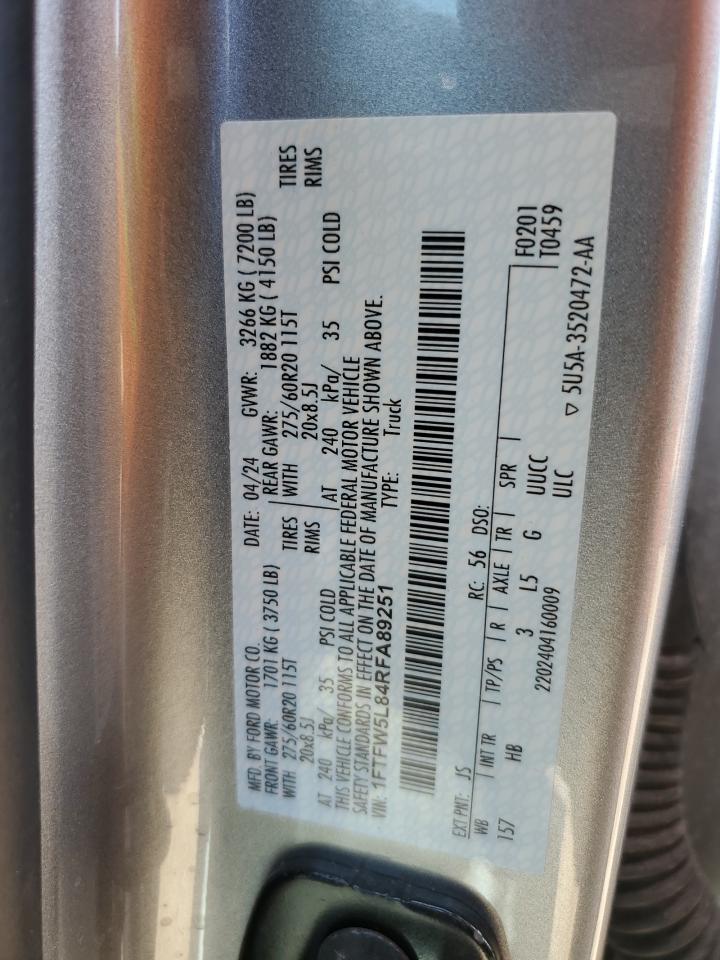 MFD. BY FORD MOTOR CO.
DATE: 04/24 GVWR: 3266 KG ( 7200 LB)
FRONT GAWR: 1701 KG ( 3750 LB) REAR GAWR: 1882 KG ( 4150 LB)
WITH 275/60R20 115T TIRES WITH 275/60R20 115T TIRES
20x8.5J RIMS 20x8.5J RIMS
AT 240 kPa/ 35 PSI COLD AT 240 kPa/ 35 PSI COLD
THIS VEHICLE CONFORMS TO ALL APPLICABLE FEDERAL MOTOR VEHICLE
SAFETY STANDARDS IN EFFECT ON THE DATE OF MANUFACTURE SHOWN ABOVE.
VIN: 1FTFW5L84RFA89251 TYPE: Truck
EXT PNT: JS RC: 56 DSO:
WB INT TR TP/PS R AXLE TR SPR F0201
157 HB 3 L5 G UUCC T0459
2202404160009 ULC ▽ 5U5A-3520472-AA